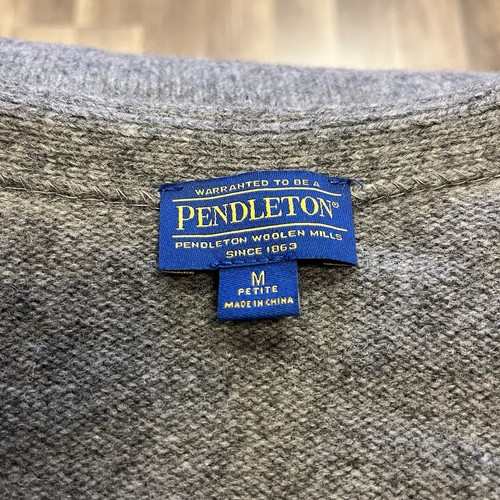 WARRANTED TO BE A
PENDLETON®
PENDLETON WOOLEN MILLS
SINCE 1863
M
PETITE
MADE IN CHINA